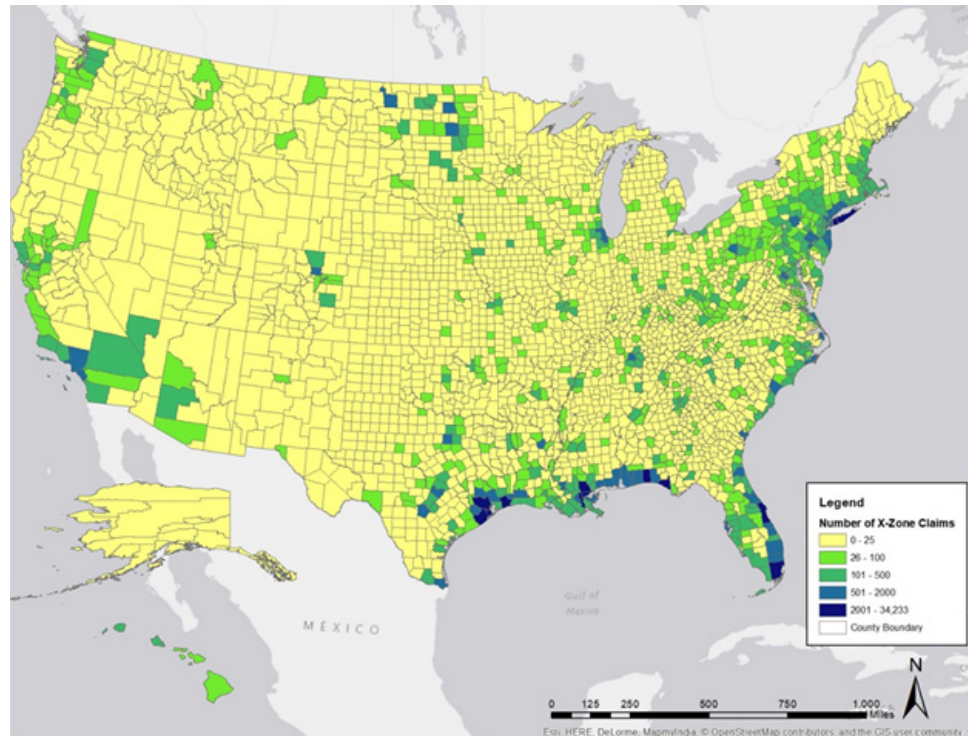 MÉXICO
Gulf of
Mexico
Legend
Number of X-Zone Claims
0 - 25
26 - 100
101 - 500
501 - 2000
2001 - 34,233
County Boundary
N
0 125 250 500 750 1,000
Miles
Esri, HERE, DeLorme, MapmyIndia, © OpenStreetMap contributors, and the GIS user community